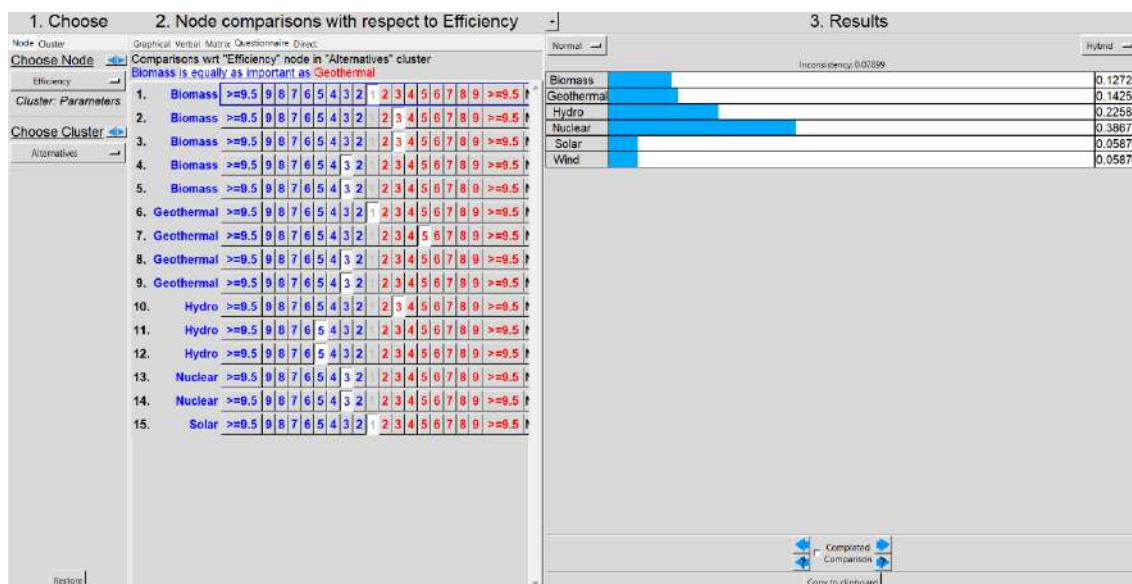 1. Choose
2. Node comparisons with respect to Efficiency
-
3. Results
Node Cluster
Graphical Verbal Matrix Questionnaire Direct
Normal
Hybrid
Choose Node
Comparisons wrt "Efficiency" node in "Alternatives" cluster
Biomass is equally as important as Geothermal
Inconsistency: 0.07899
Efficiency
Cluster: Parameters
Choose Cluster
Alternatives
1. Biomass >=9.5 9 8 7 6 5 4 3 2 1 2 3 4 5 6 7 8 9 >=9.5
2. Biomass >=9.5 9 8 7 6 5 4 3 2 1 2 3 4 5 6 7 8 9 >=9.5
3. Biomass >=9.5 9 8 7 6 5 4 3 2 1 2 3 4 5 6 7 8 9 >=9.5
4. Biomass >=9.5 9 8 7 6 5 4 3 2 1 2 3 4 5 6 7 8 9 >=9.5
5. Biomass >=9.5 9 8 7 6 5 4 3 2 1 2 3 4 5 6 7 8 9 >=9.5
6. Geothermal >=9.5 9 8 7 6 5 4 3 2 1 2 3 4 5 6 7 8 9 >=9.5
7. Geothermal >=9.5 9 8 7 6 5 4 3 2 1 2 3 4 5 6 7 8 9 >=9.5
8. Geothermal >=9.5 9 8 7 6 5 4 3 2 1 2 3 4 5 6 7 8 9 >=9.5
9. Geothermal >=9.5 9 8 7 6 5 4 3 2 1 2 3 4 5 6 7 8 9 >=9.5
10. Hydro >=9.5 9 8 7 6 5 4 3 2 1 2 3 4 5 6 7 8 9 >=9.5
11. Hydro >=9.5 9 8 7 6 5 4 3 2 1 2 3 4 5 6 7 8 9 >=9.5
12. Hydro >=9.5 9 8 7 6 5 4 3 2 1 2 3 4 5 6 7 8 9 >=9.5
13. Nuclear >=9.5 9 8 7 6 5 4 3 2 1 2 3 4 5 6 7 8 9 >=9.5
14. Nuclear >=9.5 9 8 7 6 5 4 3 2 1 2 3 4 5 6 7 8 9 >=9.5
15. Solar >=9.5 9 8 7 6 5 4 3 2 1 2 3 4 5 6 7 8 9 >=9.5
Biomass 0.1272
Geothermal 0.1425
Hydro 0.2258
Nuclear 0.3867
Solar 0.0587
Wind 0.0587
Completed
Comparison
Restore
Copy to clipboard